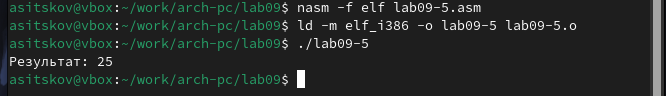 asitskov@vbox:~/work/arch-pc/lab09$ nasm -f elf lab09-5.asm
asitskov@vbox:~/work/arch-pc/lab09$ ld -m elf_i386 -o lab09-5 lab09-5.o
asitskov@vbox:~/work/arch-pc/lab09$ ./lab09-5
Результат: 25
asitskov@vbox:~/work/arch-pc/lab09$